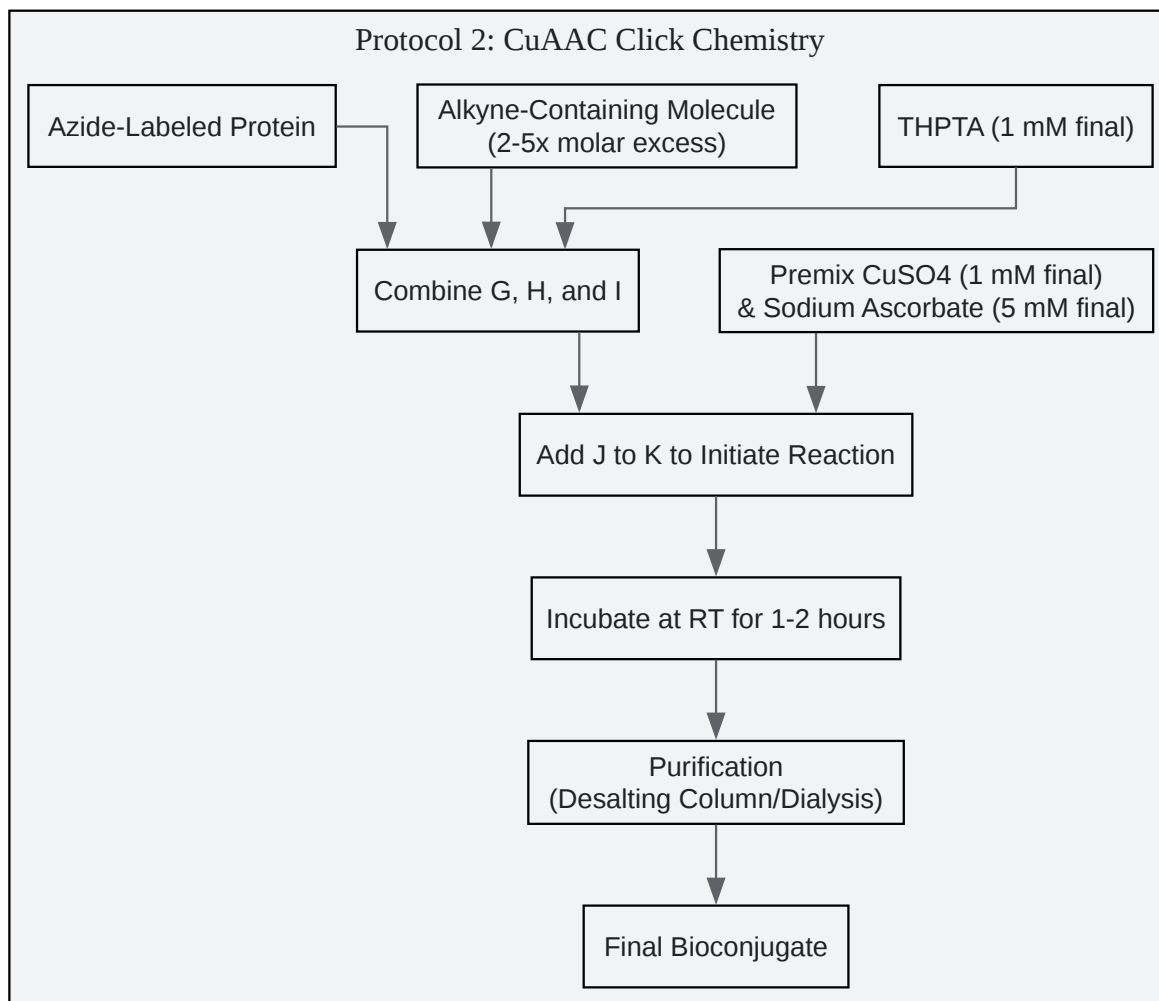 Protocol 2: CuAAC Click Chemistry
Azide-Labeled Protein
Alkyne-Containing Molecule
(2-5x molar excess)
THPTA (1 mM final)
Combine G, H, and I
Premix CuSO4 (1 mM final)
& Sodium Ascorbate (5 mM final)
Add J to K to Initiate Reaction
Incubate at RT for 1-2 hours
Purification
(Desalting Column/Dialysis)
Final Bioconjugate